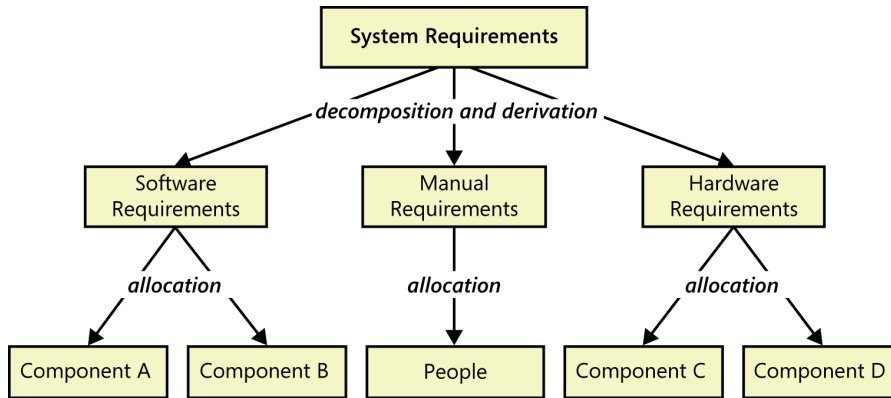 System Requirements
decomposition and derivation
Software
Requirements
Manual
Requirements
Hardware
Requirements
allocation
allocation
allocation
Component A
Component B
People
Component C
Component D